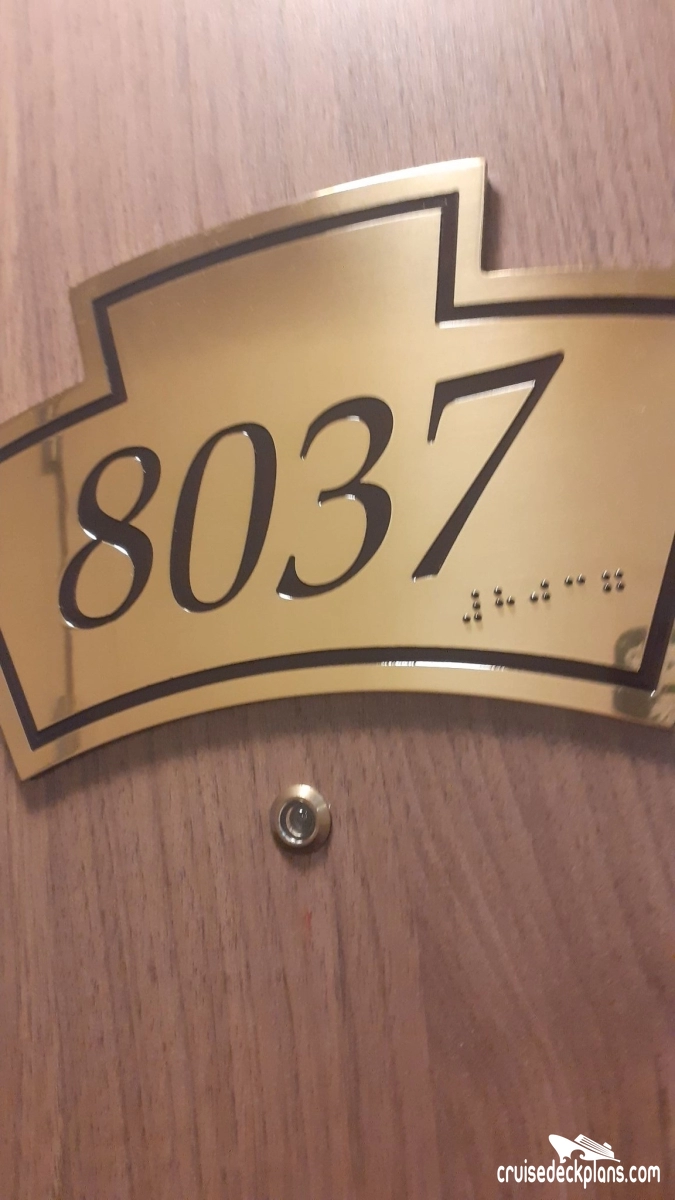 8037
⠼⠓⠚⠉⠛
cruisedeckplans.com